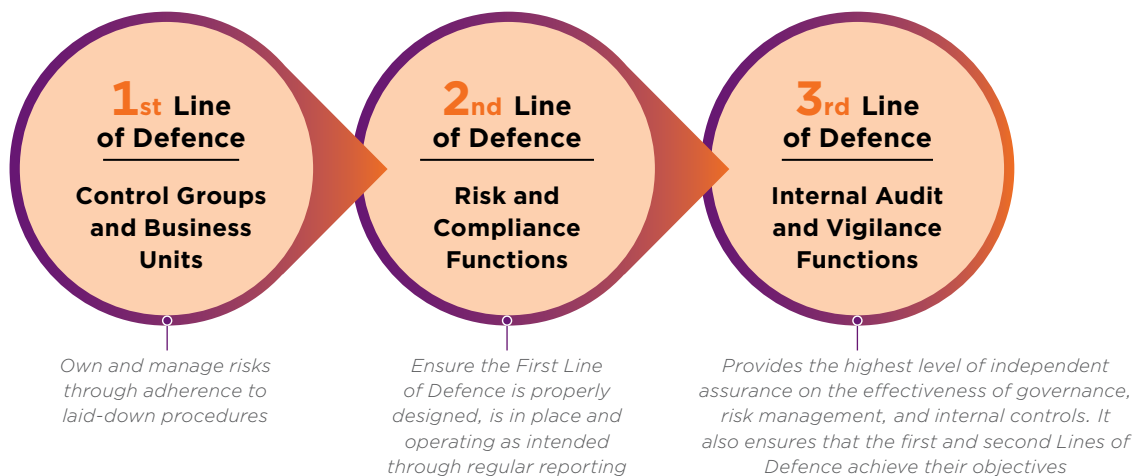 1st Line
of Defence
Control Groups
and Business
Units
Own and manage risks
through adherence to
laid-down procedures
2nd Line
of Defence
Risk and
Compliance
Functions
Ensure the First Line
of Defence is properly
designed, is in place and
operating as intended
through regular reporting
3rd Line
of Defence
Internal Audit
and Vigilance
Functions
Provides the highest level of independent
assurance on the effectiveness of governance,
risk management, and internal controls. It
also ensures that the first and second Lines of
Defence achieve their objectives